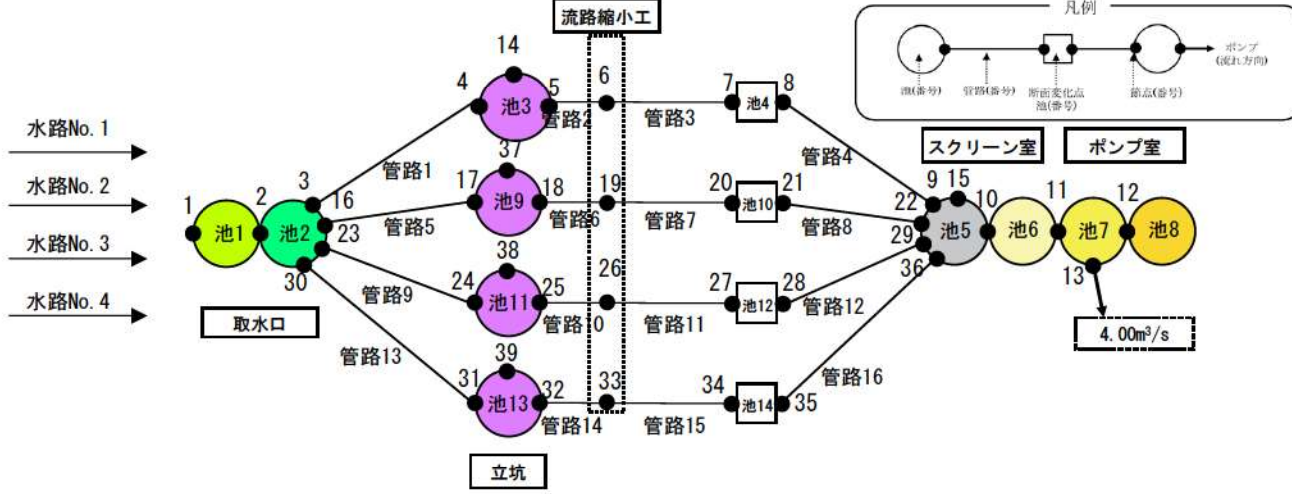 流路縮小工
凡例
ポンプ
(流れ方向)
池(番号)
管路(番号)
断面変化点
池(番号)
節点(番号)
水路No. 1
水路No. 2
水路No. 3
水路No. 4
14
4
池3
5
6
7
池4
8
管路1
管路2
管路3
管路4
スクリーン室
ポンプ室
37
17
池9
18
19
20
池10
21
管路5
管路6
管路7
管路8
1
池1
2
池2
3
16
23
30
9
15
22
29
36
池5
10
池6
11
池7
12
池8
13
4.00m³/s
取水口
38
24
池11
25
26
27
池12
28
管路9
管路10
管路11
管路12
39
31
池13
32
33
34
池14
35
管路13
管路14
管路15
管路16
立坑